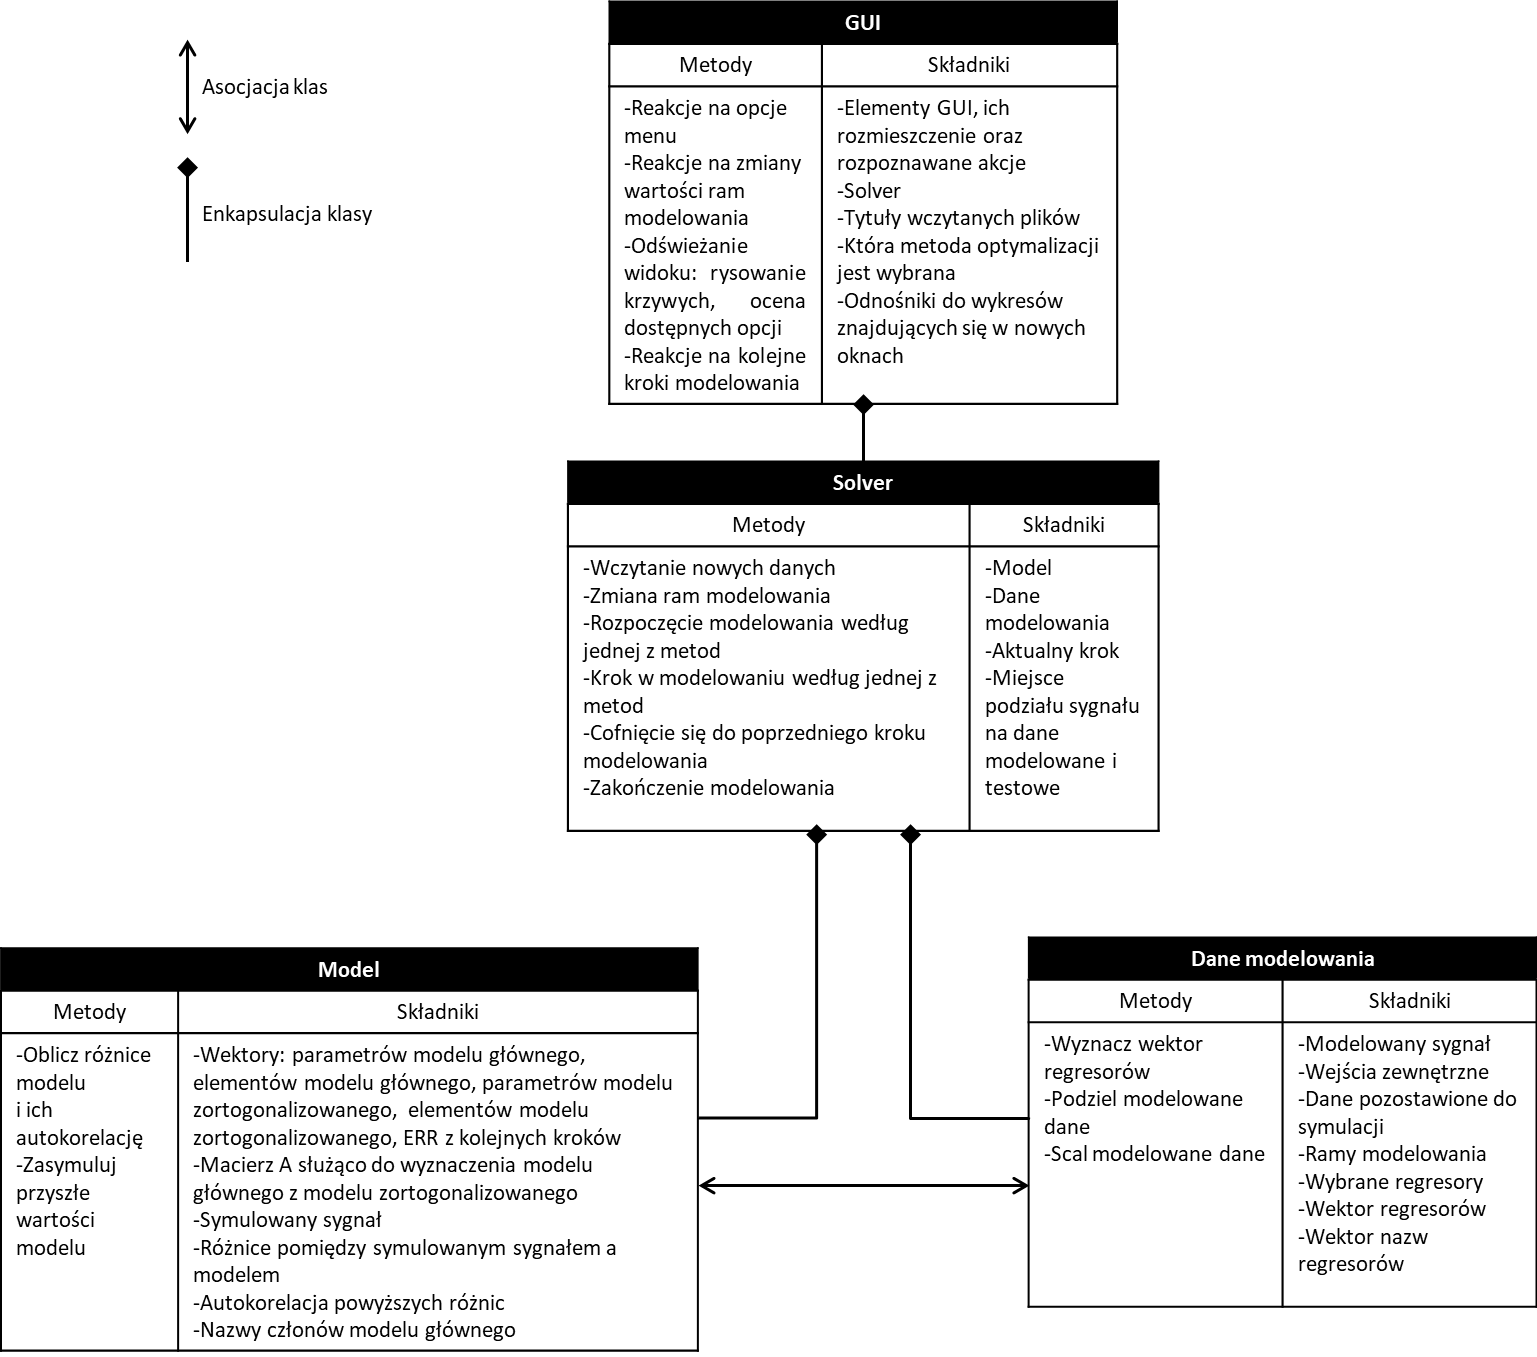 Asocjacja klas
Enkapsulacja klasy
GUI
Metody
Składniki
-Reakcje na opcje
menu
-Reakcje na zmiany
wartości ram
modelowania
-Odświeżanie
widoku: rysowanie
krzywych, ocena
dostępnych opcji
-Reakcje na kolejne
kroki modelowania
-Elementy GUI, ich
rozmieszczenie oraz
rozpoznawane akcje
-Solver
-Tytuły wczytanych plików
-Która metoda optymalizacji
jest wybrana
-Odnośniki do wykresów
znajdujących się w nowych
oknach
Solver
Metody
Składniki
-Wczytanie nowych danych
-Zmiana ram modelowania
-Rozpoczęcie modelowania według
jednej z metod
-Krok w modelowaniu według jednej z
metod
-Cofnięcie się do poprzedniego kroku
modelowania
-Zakończenie modelowania
-Model
-Dane
modelowania
-Aktualny krok
-Miejsce
podziału sygnału
na dane
modelowane i
testowe
Model
Metody
Składniki
-Oblicz różnice
modelu
i ich
autokorelację
-Zasymuluj
przyszłe
wartości
modelu
-Wektory: parametrów modelu głównego,
elementów modelu głównego, parametrów modelu
zortogonalizowanego, elementów modelu
zortogonalizowanego, ERR z kolejnych kroków
-Macierz A służąco do wyznaczenia modelu
głównego z modelu zortogonalizowanego
-Symulowany sygnał
-Różnice pomiędzy symulowanym sygnałem a
modelem
-Autokorelacja powyższych różnic
-Nazwy członów modelu głównego
Dane modelowania
Metody
Składniki
-Wyznacz wektor
regresorów
-Podziel modelowane
dane
-Scal modelowane dane
-Modelowany sygnał
-Wejścia zewnętrzne
-Dane pozostawione do
symulacji
-Ramy modelowania
-Wybrane regresory
-Wektor regresorów
-Wektor nazw
regresorów